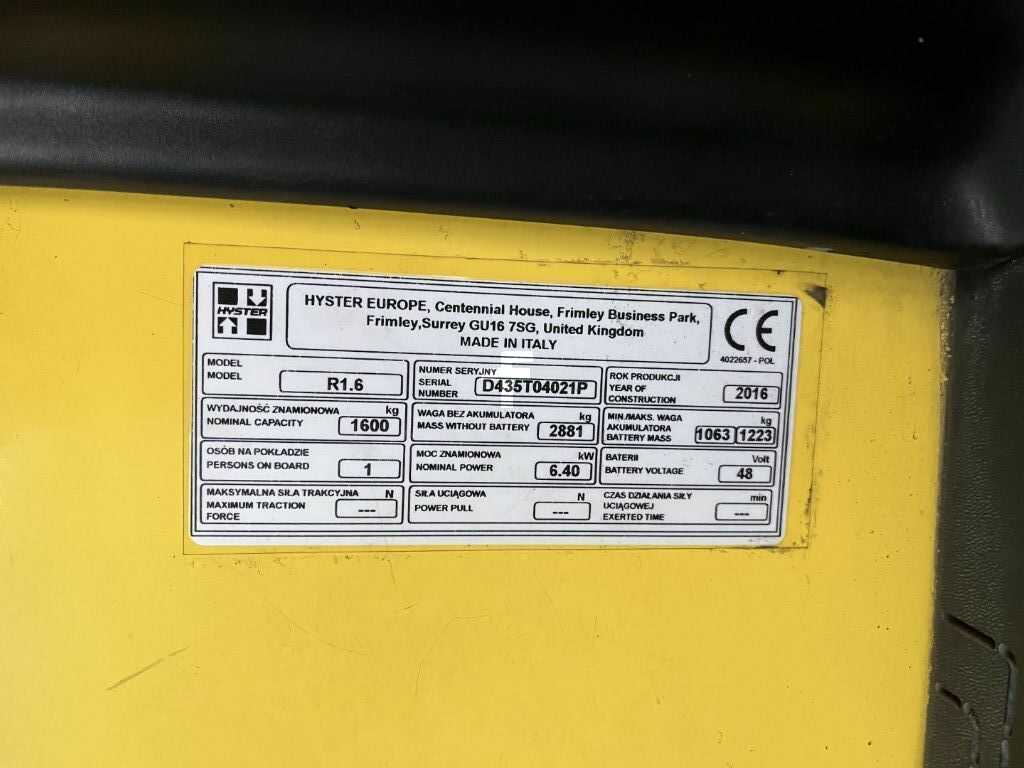 HYSTER
HYSTER EUROPE, Centennial House, Frimley Business Park,
Frimley,Surrey GU16 7SG, United Kingdom
MADE IN ITALY
CE
4022657 - POL
MODEL
MODEL
R1.6
NUMER SERYJNY
SERIAL
NUMBER
D435T04021P
ROK PRODUKCJI
YEAR OF
CONSTRUCTION
2016
WYDAJNOŚĆ ZNAMIONOWA kg
NOMINAL CAPACITY
1600
WAGA BEZ AKUMULATORA kg
MASS WITHOUT BATTERY
2881
MIN./MAKS. WAGA kg
AKUMULATORA
BATTERY MASS
1063 1223
OSÓB NA POKŁADZIE
PERSONS ON BOARD
1
MOC ZNAMIONOWA kW
NOMINAL POWER
6.40
BATERII Volt
BATTERY VOLTAGE
48
MAKSYMALNA SIŁA TRAKCYJNA N
MAXIMUM TRACTION
FORCE
---
SIŁA UCIĄGOWA N
POWER PULL
---
CZAS DZIAŁANIA SIŁY min
UCIĄGOWEJ
EXERTED TIME
---